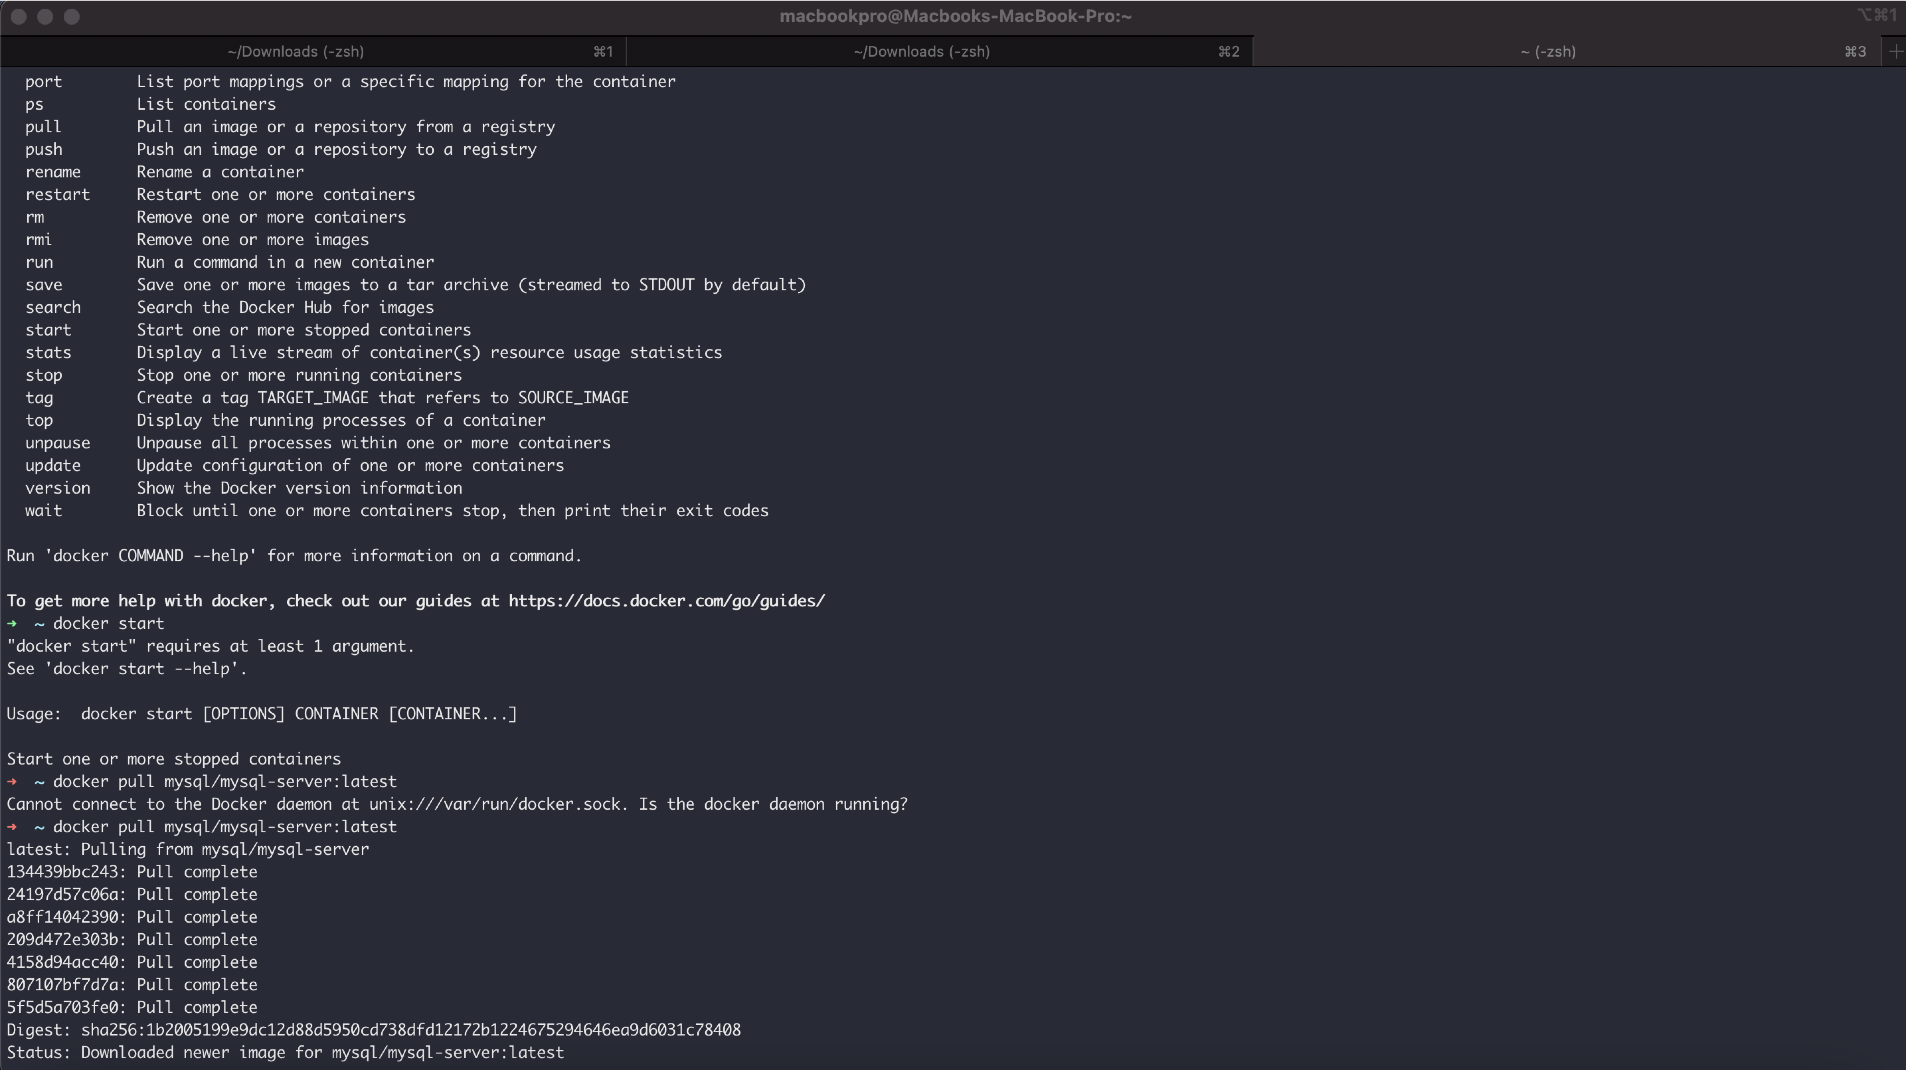 macbookpro@Macbooks-MacBook-Pro:~ ⌥⌘1
~/Downloads (-zsh) ⌘1 ~/Downloads (-zsh) ⌘2 ~ (-zsh) ⌘3 +
port List port mappings or a specific mapping for the container
ps List containers
pull Pull an image or a repository from a registry
push Push an image or a repository to a registry
rename Rename a container
restart Restart one or more containers
rm Remove one or more containers
rmi Remove one or more images
run Run a command in a new container
save Save one or more images to a tar archive (streamed to STDOUT by default)
search Search the Docker Hub for images
start Start one or more stopped containers
stats Display a live stream of container(s) resource usage statistics
stop Stop one or more running containers
tag Create a tag TARGET_IMAGE that refers to SOURCE_IMAGE
top Display the running processes of a container
unpause Unpause all processes within one or more containers
update Update configuration of one or more containers
version Show the Docker version information
wait Block until one or more containers stop, then print their exit codes
Run 'docker COMMAND --help' for more information on a command.
To get more help with docker, check out our guides at https://docs.docker.com/go/guides/
➜ ~ docker start
"docker start" requires at least 1 argument.
See 'docker start --help'.
Usage: docker start [OPTIONS] CONTAINER [CONTAINER...]
Start one or more stopped containers
➜ ~ docker pull mysql/mysql-server:latest
Cannot connect to the Docker daemon at unix:///var/run/docker.sock. Is the docker daemon running?
➜ ~ docker pull mysql/mysql-server:latest
latest: Pulling from mysql/mysql-server
134439bbc243: Pull complete
24197d57c06a: Pull complete
a8ff14042390: Pull complete
209d472e303b: Pull complete
4158d94acc40: Pull complete
807107bf7d7a: Pull complete
5f5d5a703fe0: Pull complete
Digest: sha256:1b2005199e9dc12d88d5950cd738dfd12172b1224675294646ea9d6031c78408
Status: Downloaded newer image for mysql/mysql-server:latest